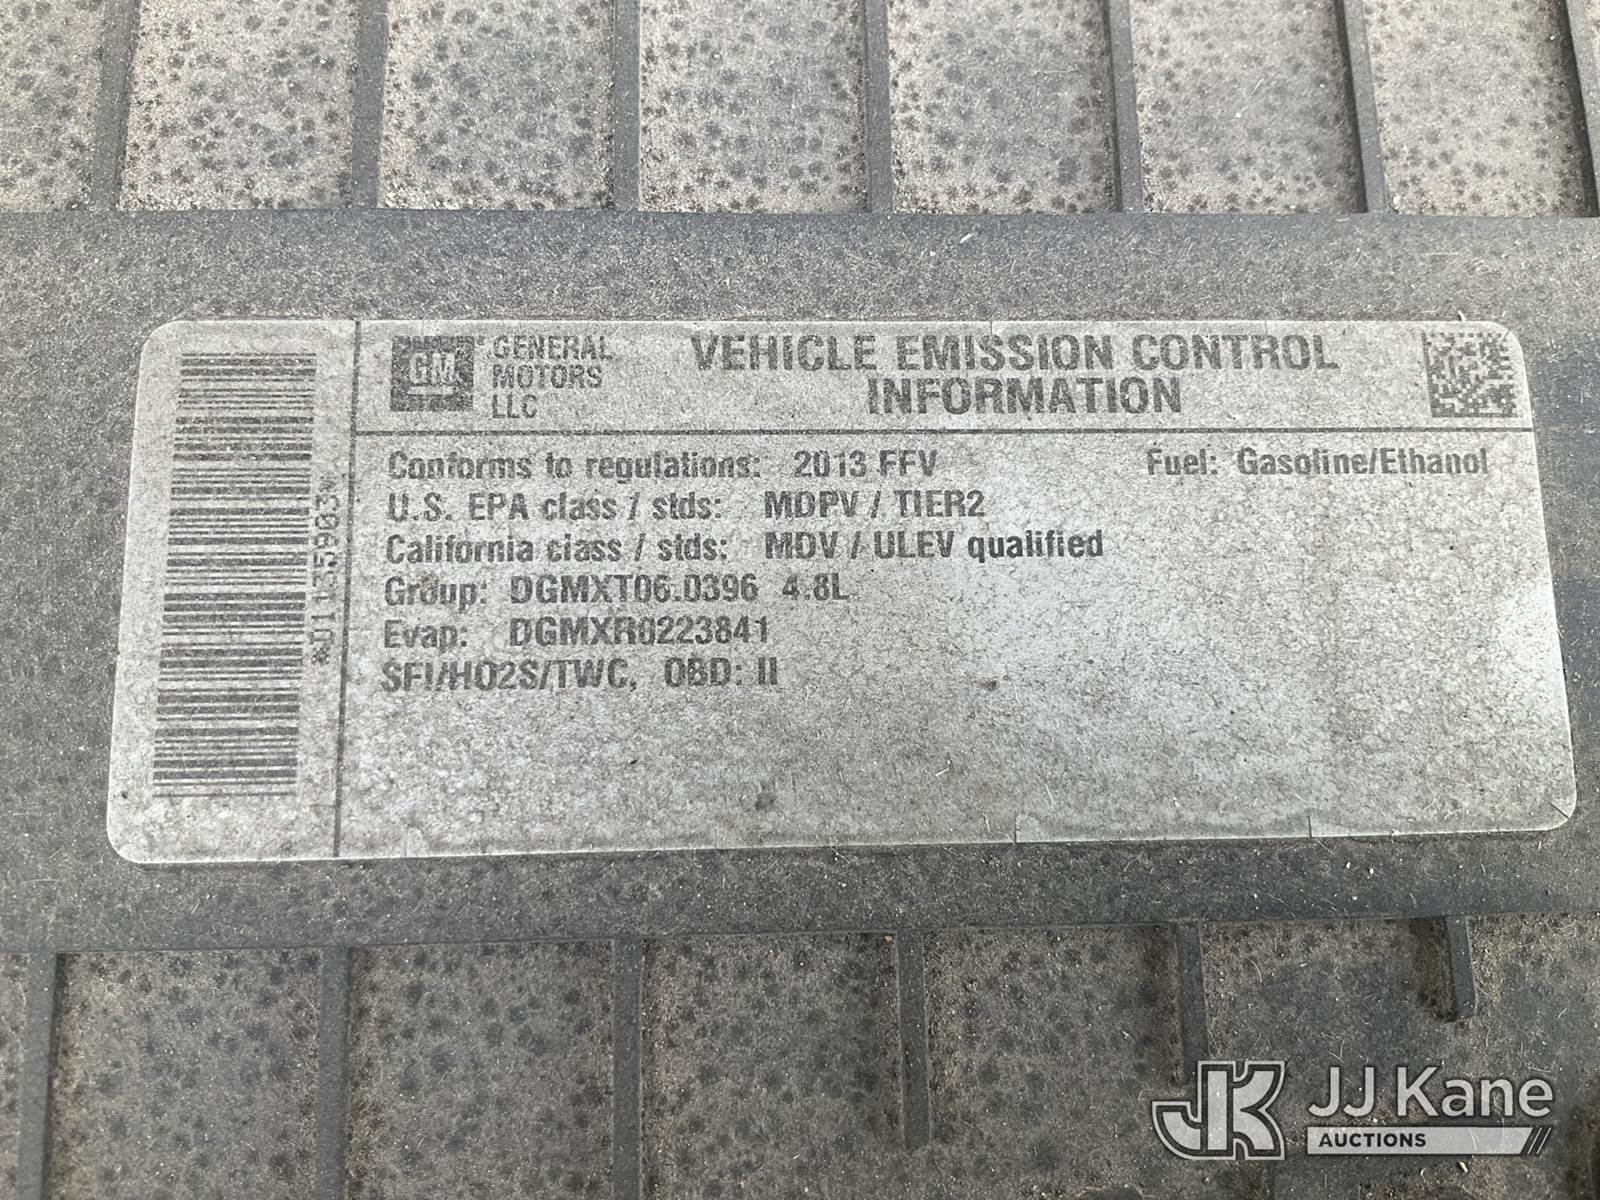 GM
GENERAL
MOTORS
LLC
VEHICLE EMISSION CONTROL
INFORMATION
Conforms to regulations: 2013 FFV Fuel: Gasoline/Ethanol
U.S. EPA class / stds: MDPV / TIER2
California class / stds: MDV / ULEV qualified
Group: DGMXT06.0396 4.8L
Evap: DGMXR0223841
SFI/HO2S/TWC, OBD: II
JK JJ Kane
AUCTIONS